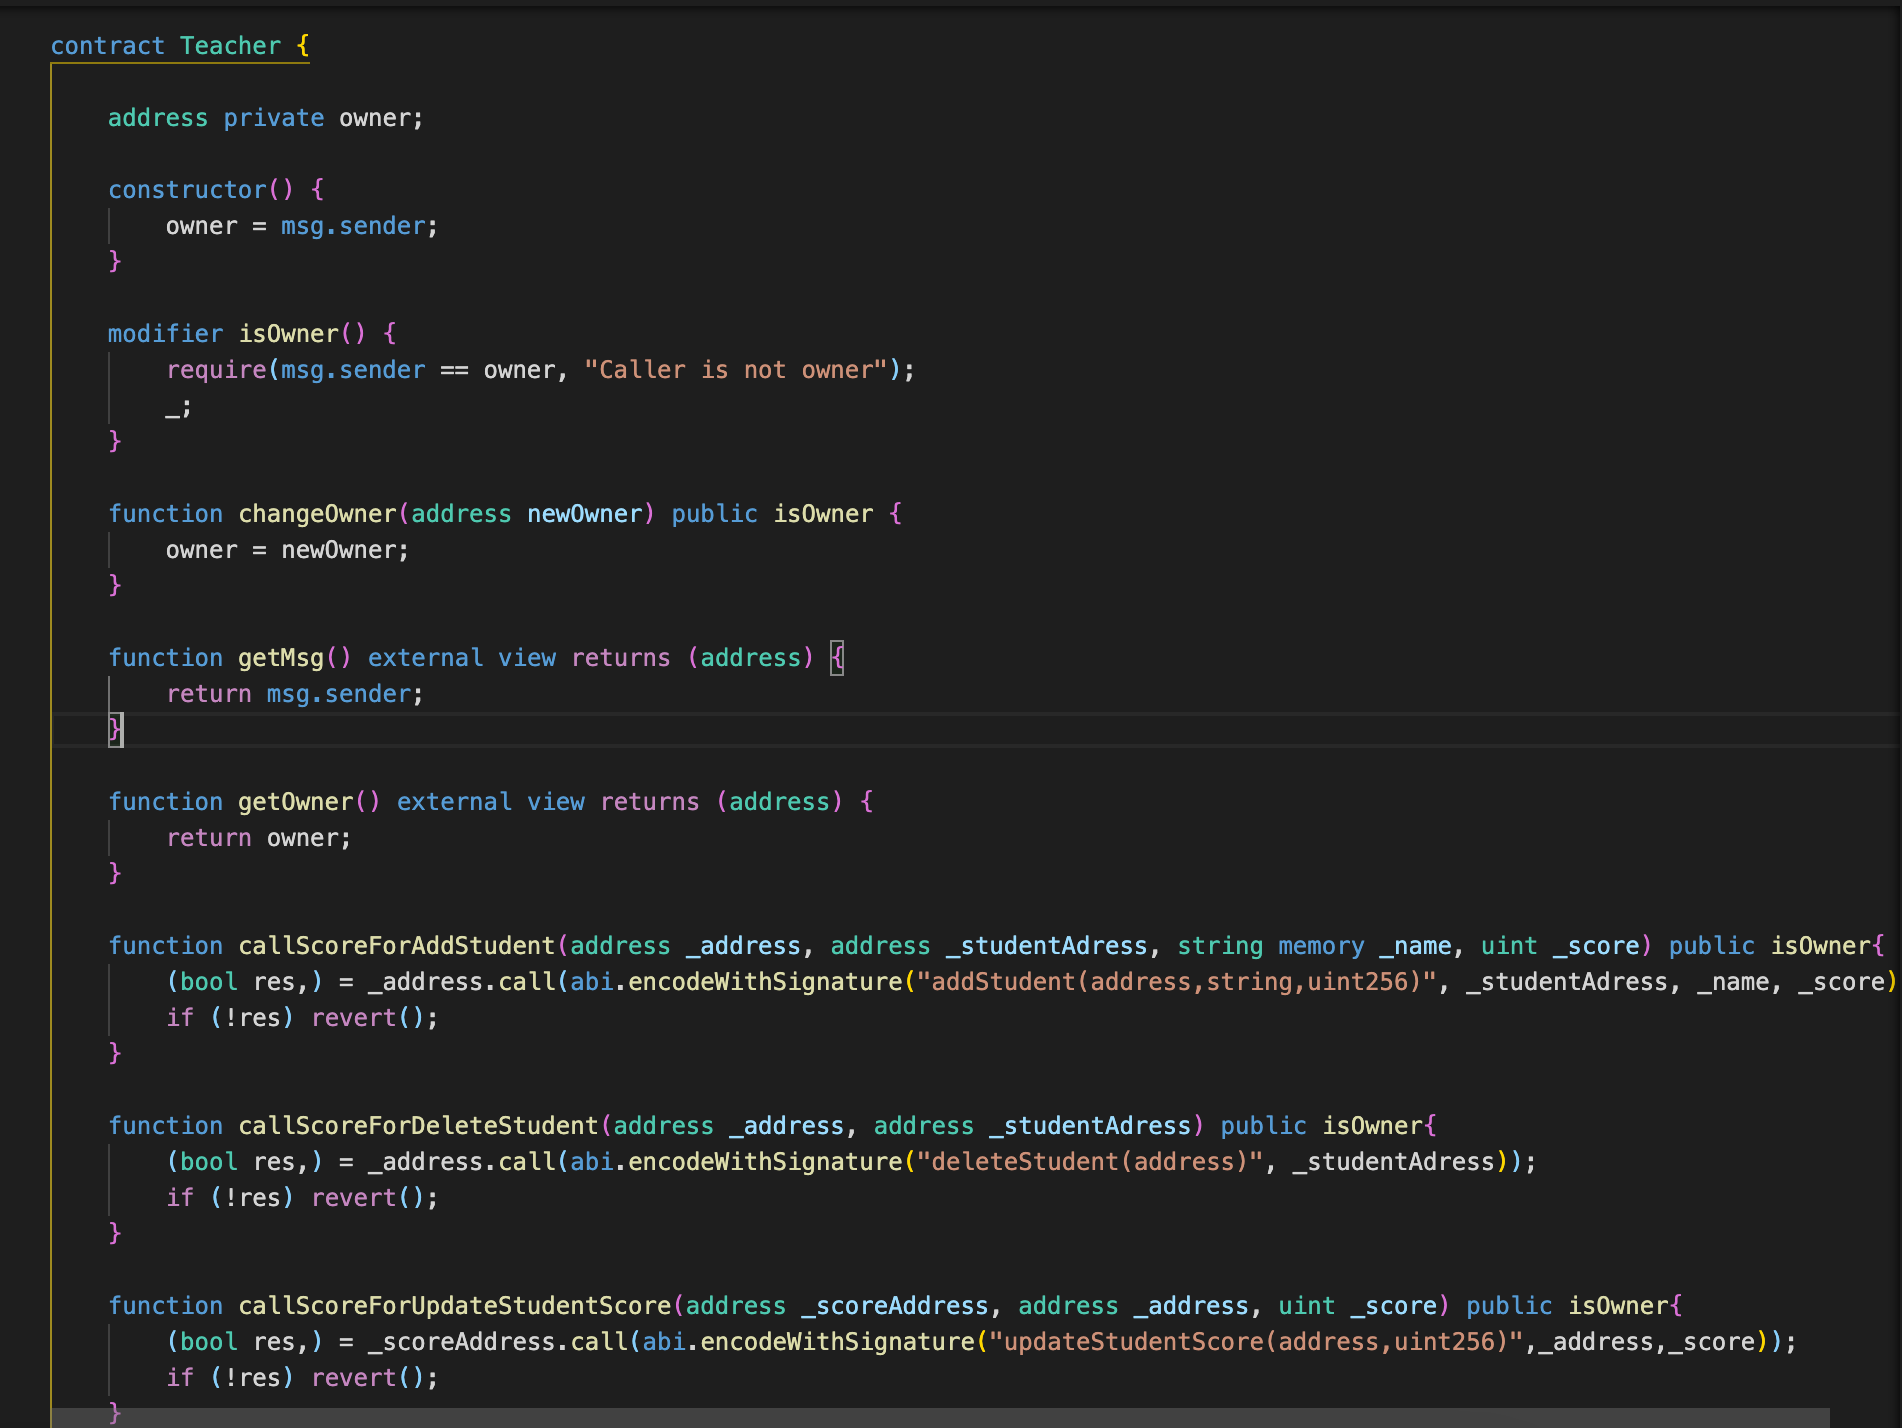 contract Teacher {
address private owner;
constructor() {
owner = msg.sender;
}
modifier isOwner() {
require(msg.sender == owner, "Caller is not owner");
_;
}
function changeOwner(address newOwner) public isOwner {
owner = newOwner;
}
function getMsg() external view returns (address) {
return msg.sender;
}
function getOwner() external view returns (address) {
return owner;
}
function callScoreForAddStudent(address _address, address _studentAdress, string memory _name, uint _score) public isOwner{
(bool res,) = _address.call(abi.encodeWithSignature("addStudent(address,string,uint256)", _studentAdress, _name, _score)
if (!res) revert();
}
function callScoreForDeleteStudent(address _address, address _studentAdress) public isOwner{
(bool res,) = _address.call(abi.encodeWithSignature("deleteStudent(address)", _studentAdress));
if (!res) revert();
}
function callScoreForUpdateStudentScore(address _scoreAddress, address _address, uint _score) public isOwner{
(bool res,) = _scoreAddress.call(abi.encodeWithSignature("updateStudentScore(address,uint256)",_address,_score));
if (!res) revert();
}